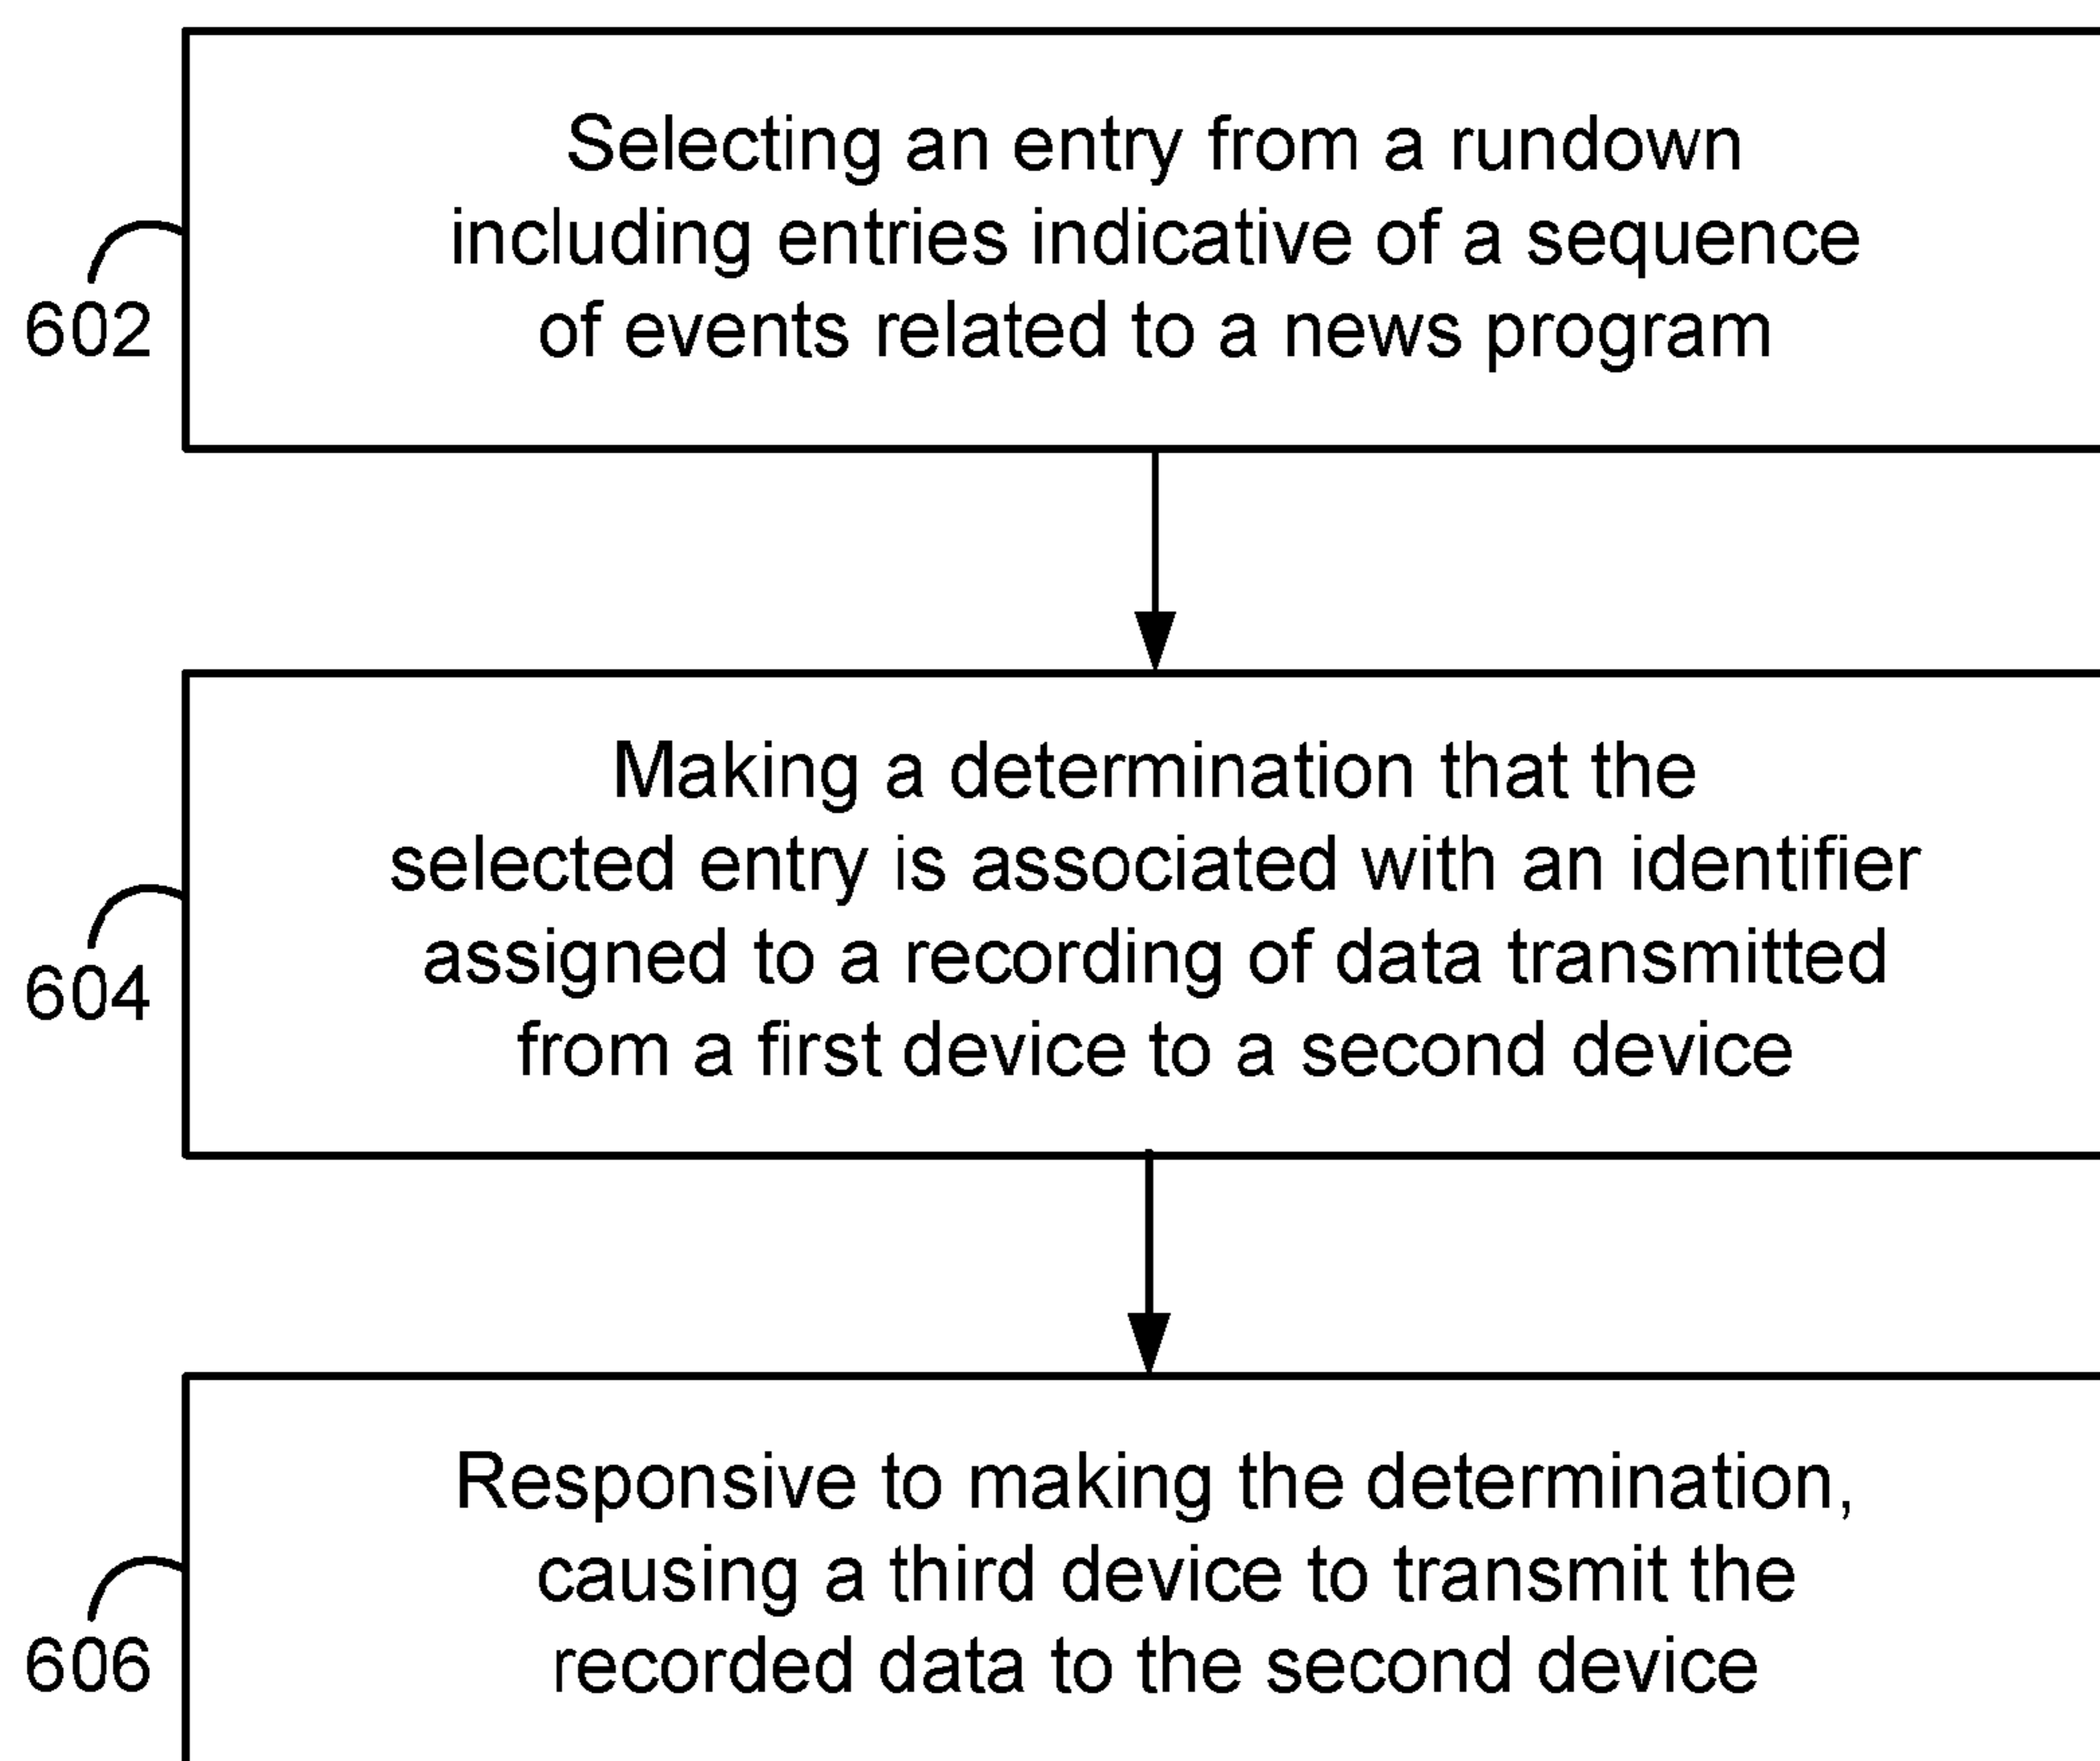 Selecting an entry from a rundown
including entries indicative of a sequence
of events related to a news program
602
Making a determination that the
selected entry is associated with an identifier
assigned to a recording of data transmitted
from a first device to a second device
604
Responsive to making the determination,
causing a third device to transmit the
recorded data to the second device
606